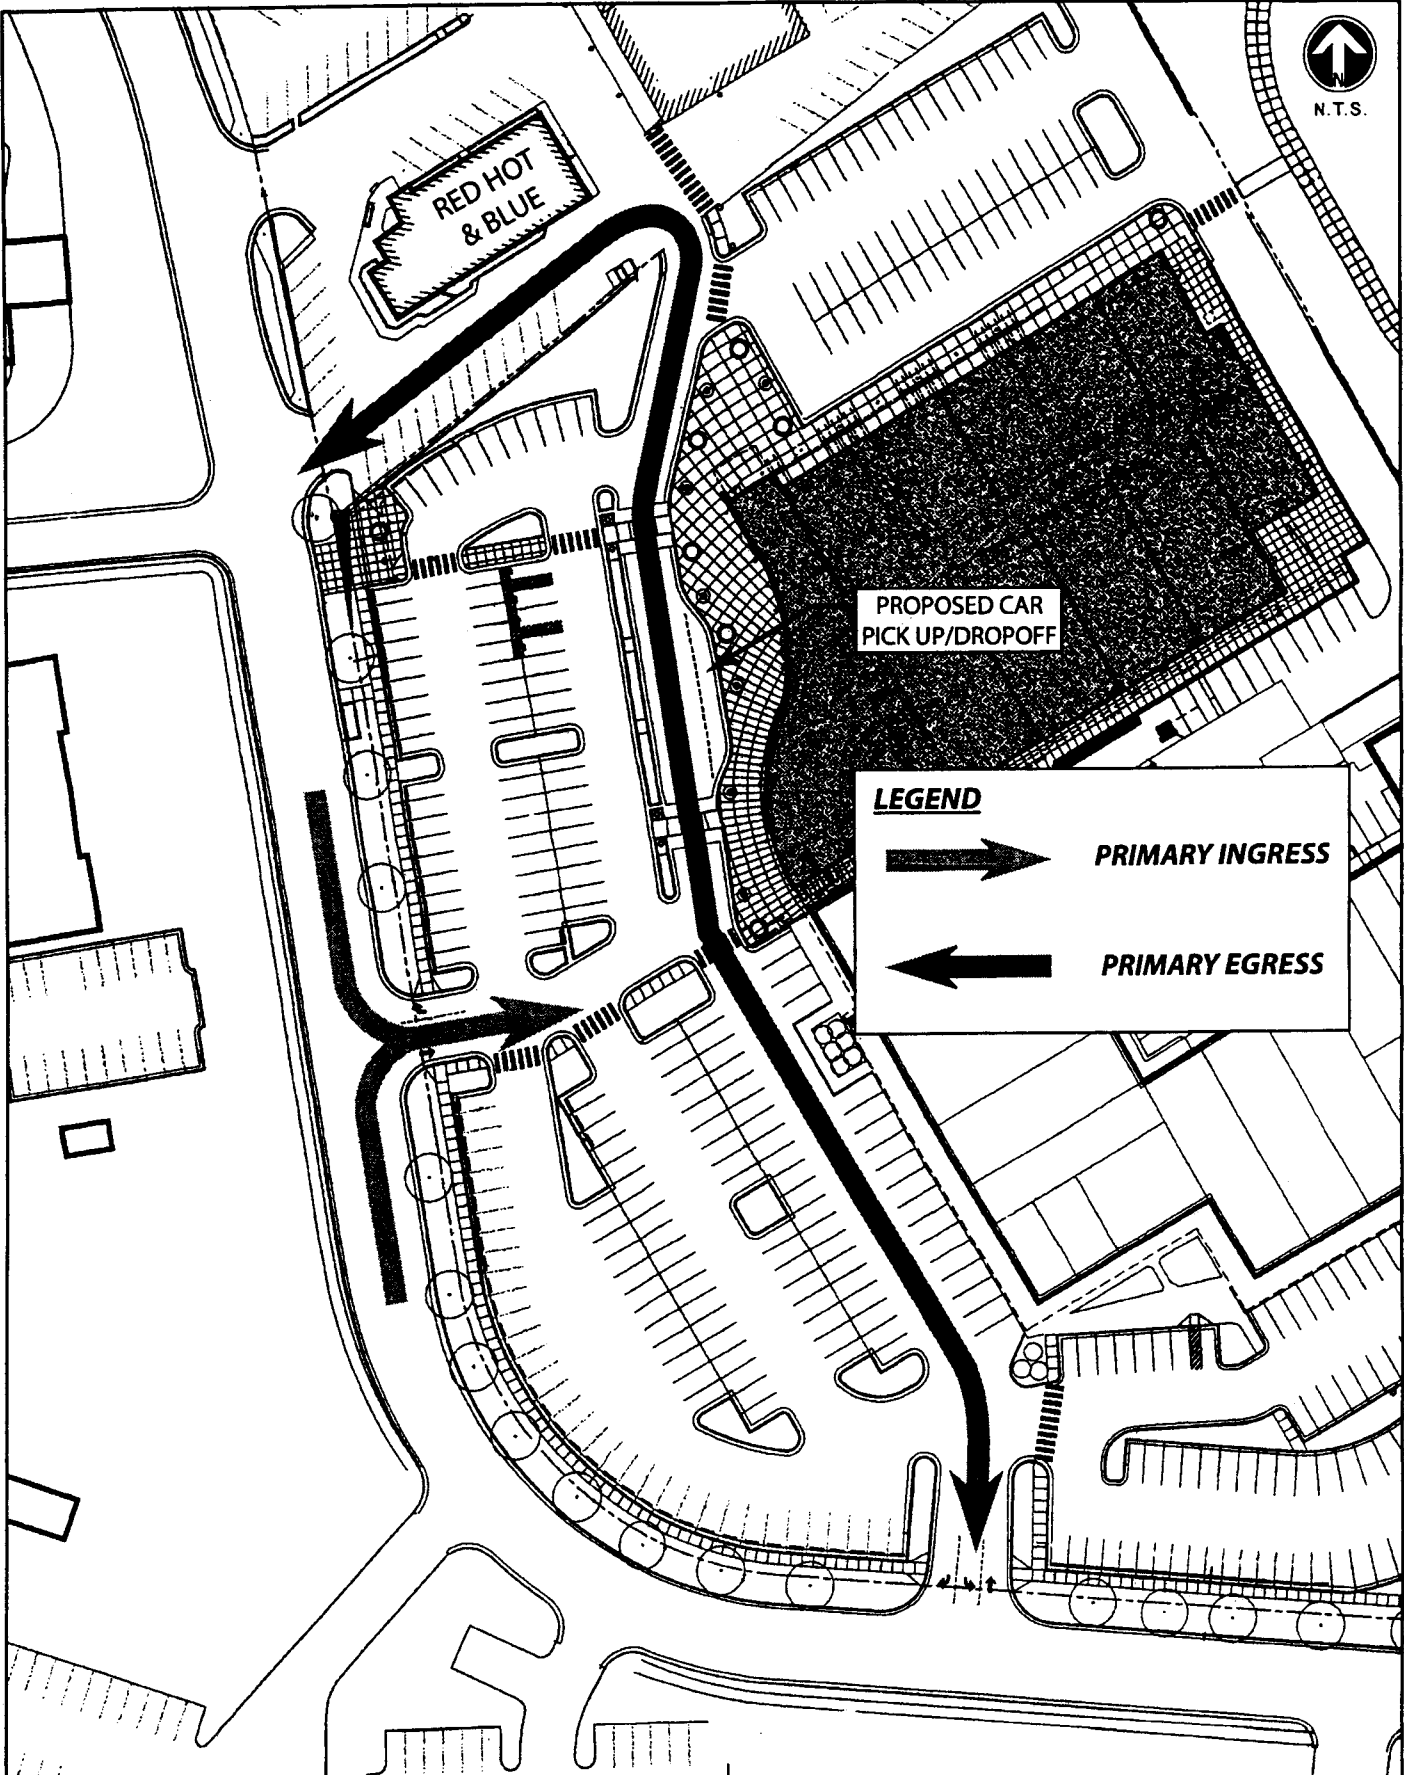 N
N.T.S.
RED HOT
& BLUE
PROPOSED CAR
PICK UP/DROPOFF
LEGEND
PRIMARY INGRESS
PRIMARY EGRESS